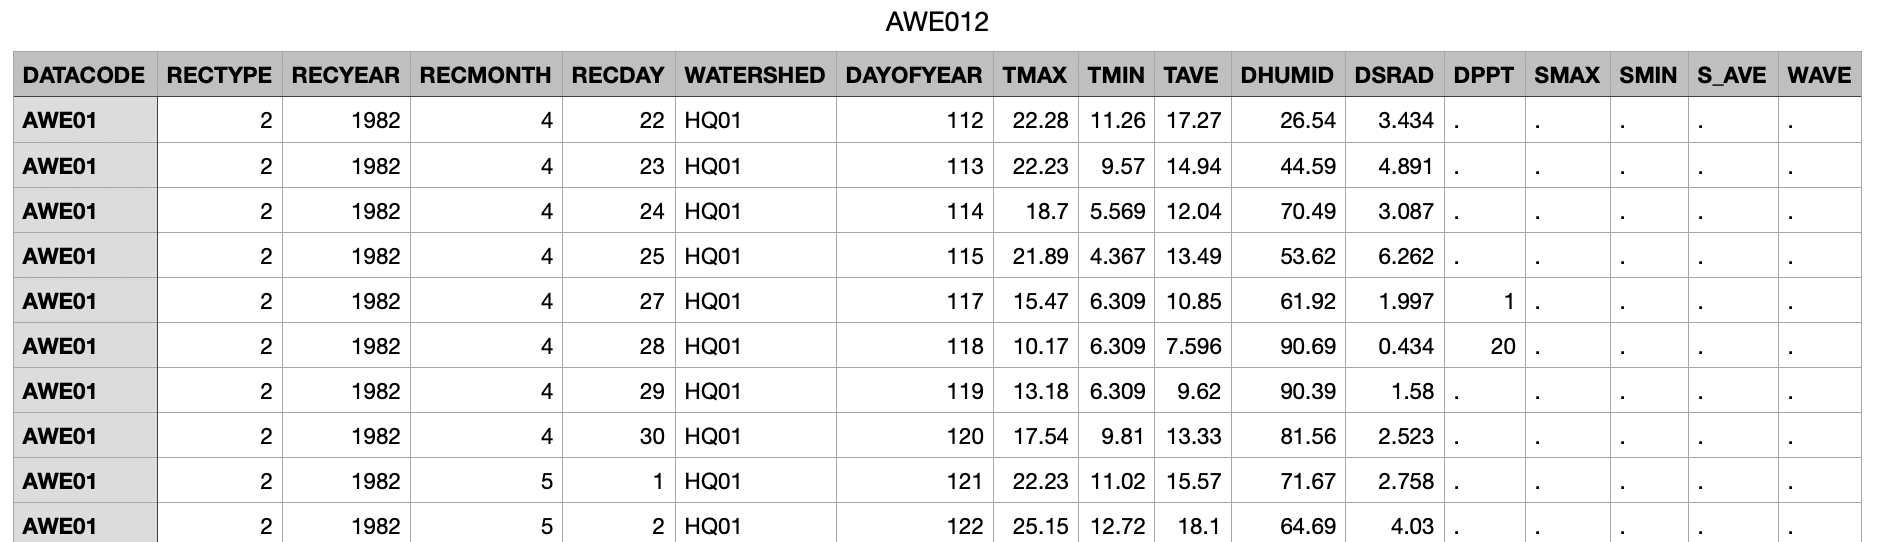 AWE012
DATACODE RECTYPE RECYEAR RECMONTH RECDAY WATERSHED DAYOFYEAR TMAX TMIN TAVE DHUMID DSRAD DPPT SMAX SMIN S_AVE WAVE
AWE01 2 1982 4 22 HQ01 112 22.28 11.26 17.27 26.54 3.434 . . . . .
AWE01 2 1982 4 23 HQ01 113 22.23 9.57 14.94 44.59 4.891 . . . . .
AWE01 2 1982 4 24 HQ01 114 18.7 5.569 12.04 70.49 3.087 . . . . .
AWE01 2 1982 4 25 HQ01 115 21.89 4.367 13.49 53.62 6.262 . . . . .
AWE01 2 1982 4 27 HQ01 117 15.47 6.309 10.85 61.92 1.997 1 . . . .
AWE01 2 1982 4 28 HQ01 118 10.17 6.309 7.596 90.69 0.434 20 . . . .
AWE01 2 1982 4 29 HQ01 119 13.18 6.309 9.62 90.39 1.58 . . . . .
AWE01 2 1982 4 30 HQ01 120 17.54 9.81 13.33 81.56 2.523 . . . . .
AWE01 2 1982 5 1 HQ01 121 22.23 11.02 15.57 71.67 2.758 . . . . .
AWE01 2 1982 5 2 HQ01 122 25.15 12.72 18.1 64.69 4.03 . . . . .